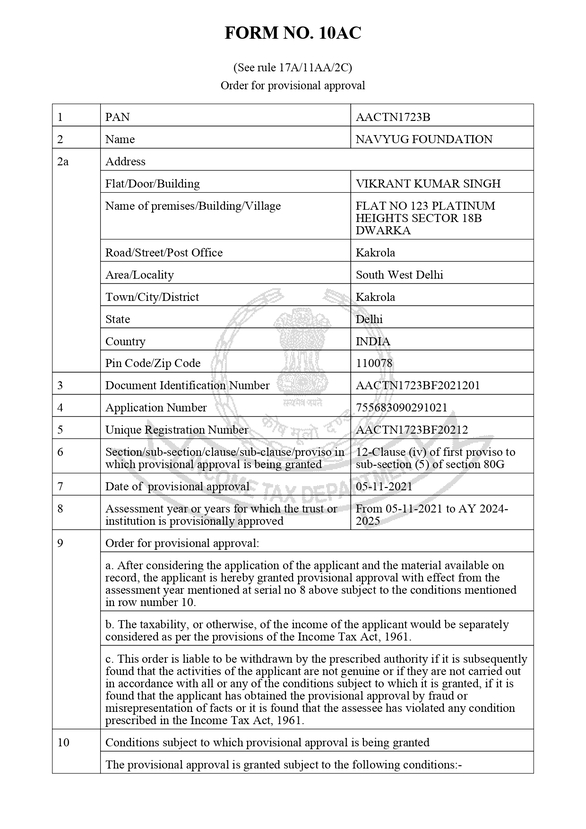 FORM NO. 10AC
(See rule 17A/11AA/2C)
Order for provisional approval
1 PAN AACTN1723B
2 Name NAVYUG FOUNDATION
2a Address
Flat/Door/Building VIKRANT KUMAR SINGH
Name of premises/Building/Village FLAT NO 123 PLATINUM
HEIGHTS SECTOR 18B
DWARKA
Road/Street/Post Office Kakrola
Area/Locality South West Delhi
Town/City/District Kakrola
State Delhi
Country INDIA
Pin Code/Zip Code 110078
सत्यमेव जयते
3 Document Identification Number AACTN1723BF2021201
4 Application Number 755683090291021
कोष मूलो दण्ड
5 Unique Registration Number AACTN1723BF20212
6 Section/sub-section/clause/sub-clause/proviso in 12-Clause (iv) of first proviso to
which provisional approval is being granted sub-section (5) of section 80G
INCOME TAX DEPARTMENT
7 Date of provisional approval 05-11-2021
8 Assessment year or years for which the trust or From 05-11-2021 to AY 2024-
institution is provisionally approved 2025
9 Order for provisional approval:
a. After considering the application of the applicant and the material available on
record, the applicant is hereby granted provisional approval with effect from the
assessment year mentioned at serial no 8 above subject to the conditions mentioned
in row number 10.
b. The taxability, or otherwise, of the income of the applicant would be separately
considered as per the provisions of the Income Tax Act, 1961.
c. This order is liable to be withdrawn by the prescribed authority if it is subsequently
found that the activities of the applicant are not genuine or if they are not carried out
in accordance with all or any of the conditions subject to which it is granted, if it is
found that the applicant has obtained the provisional approval by fraud or
misrepresentation of facts or it is found that the assessee has violated any condition
prescribed in the Income Tax Act, 1961.
10 Conditions subject to which provisional approval is being granted
The provisional approval is granted subject to the following conditions:-